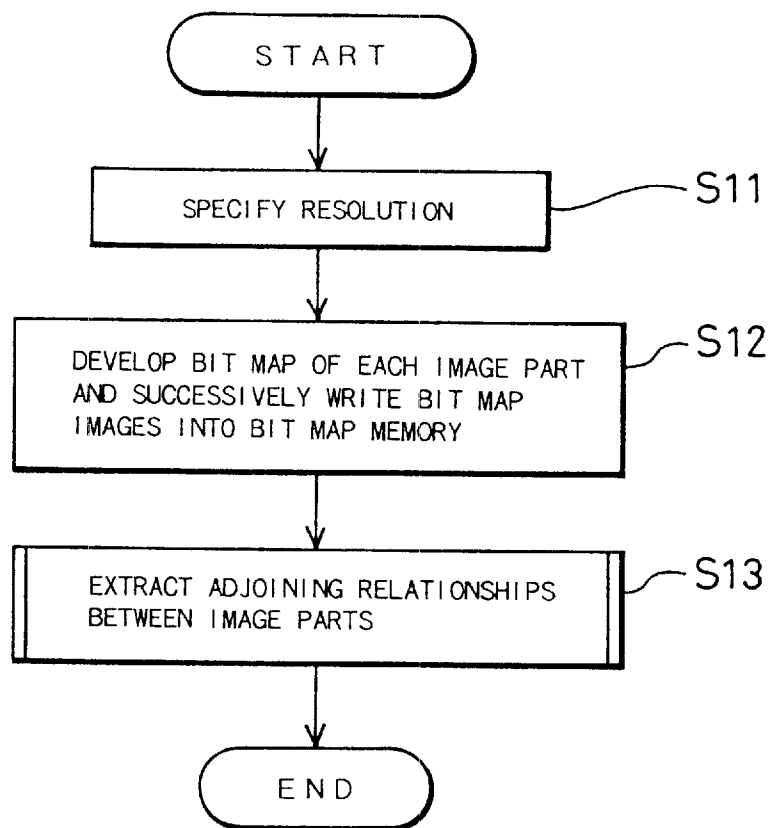 START
SPECIFY RESOLUTION
S11
DEVELOP BIT MAP OF EACH IMAGE PART
AND SUCCESSIVELY WRITE BIT MAP
IMAGES INTO BIT MAP MEMORY
S12
EXTRACT ADJOINING RELATIONSHIPS
BETWEEN IMAGE PARTS
S13
END